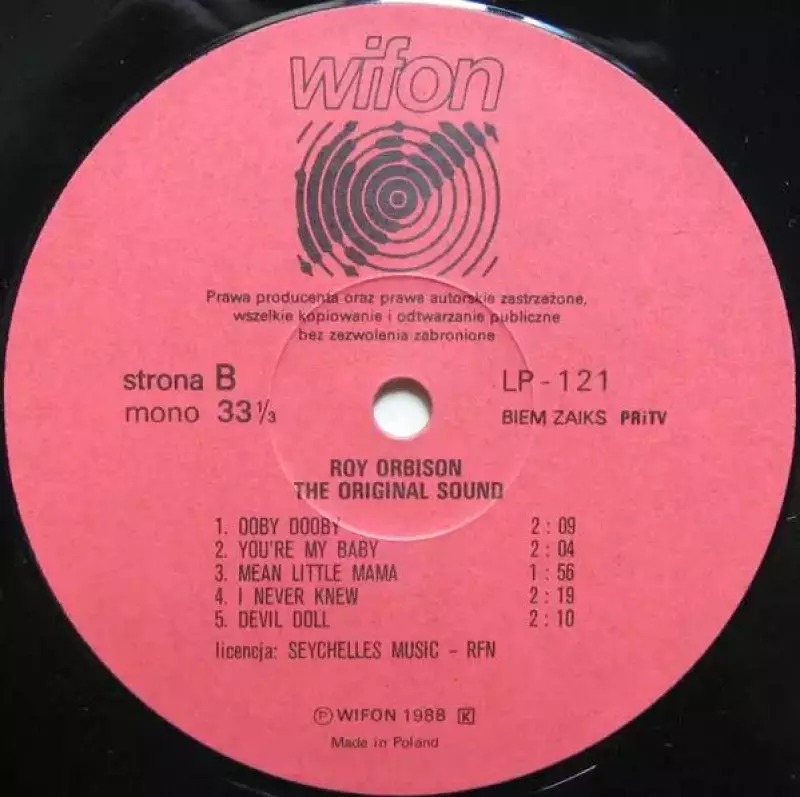 wifon
Prawa producenta oraz prawa autorskie zastrzeżone,
wszelkie kopiowanie i odtwarzanie publiczne
bez zezwolenia zabronione
strona B LP - 121
mono 33 1/3 BIEM ZAIKS PRiTV
ROY ORBISON
THE ORIGINAL SOUND
1. OOBY DOOBY 2 : 09
2. YOU'RE MY BABY 2 : 04
3. MEAN LITTLE MAMA 1 : 56
4. I NEVER KNEW 2 : 19
5. DEVIL DOLL 2 : 10
licencja: SEYCHELLES MUSIC - RFN
Ⓟ WIFON 1988 K
Made in Poland